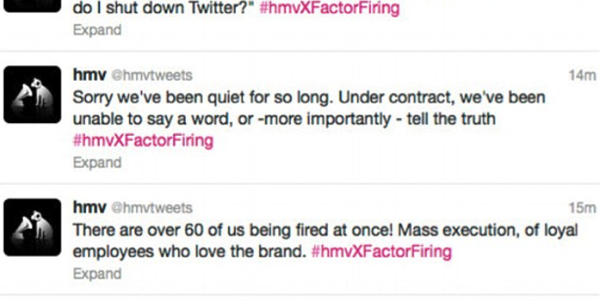 do I shut down Twitter?" #hmvXFactorFiring
Expand
hmv @hmvtweets 14m
Sorry we've been quiet for so long. Under contract, we've been
unable to say a word, or -more importantly - tell the truth
#hmvXFactorFiring
Expand
hmv @hmvtweets 15m
There are over 60 of us being fired at once! Mass execution, of loyal
employees who love the brand. #hmvXFactorFiring
Expand